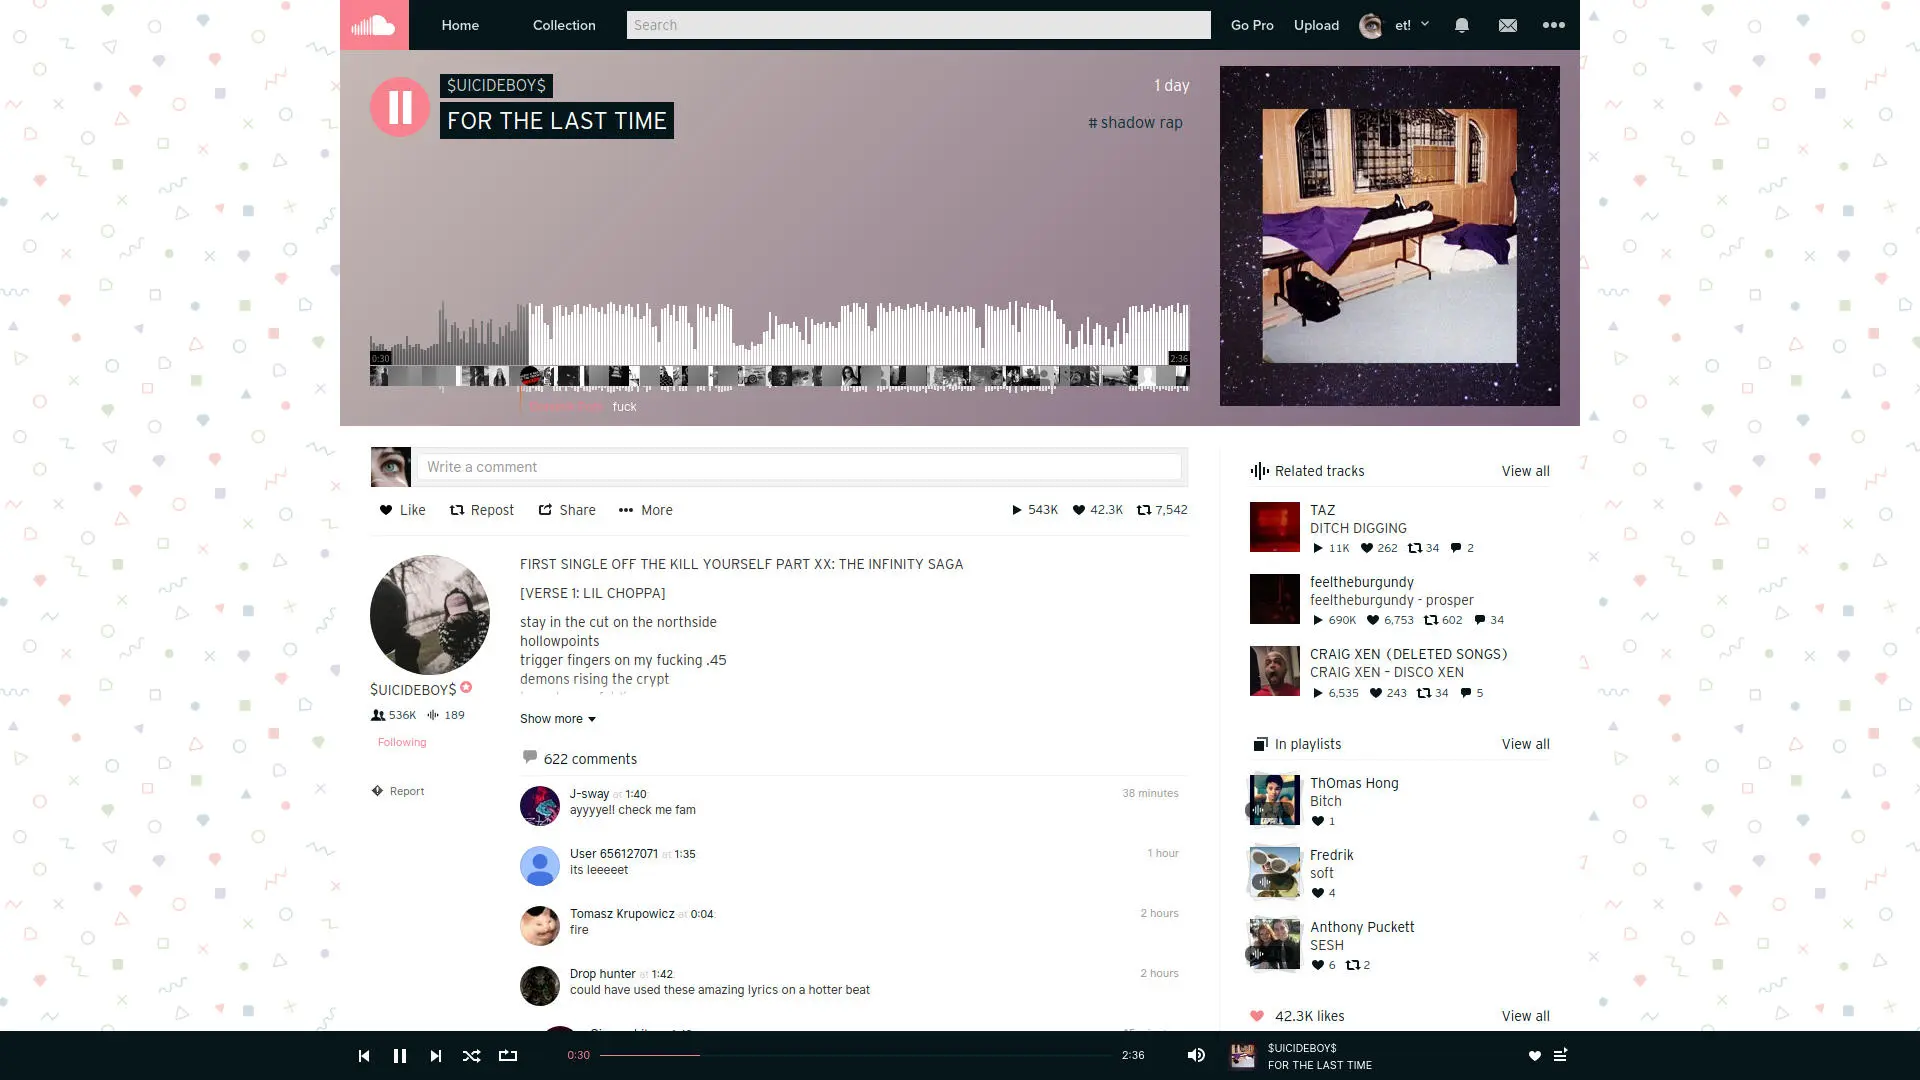 Home
Collection
Search
Go Pro
Upload
et!
$UICIDEBOY$
FOR THE LAST TIME
1 day
# shadow rap
0:30
2:36
fuck
Write a comment
Like
Repost
Share
More
543K
42.3K
7,542
FIRST SINGLE OFF THE KILL YOURSELF PART XX: THE INFINITY SAGA
[VERSE 1: LIL CHOPPA]
stay in the cut on the northside
hollowpoints
trigger fingers on my fucking .45
demons rising the crypt
Show more
$UICIDEBOY$
536K
189
Following
Report
622 comments
J-sway at 1:40
ayyyyell check me fam
38 minutes
User 656127071 at 1:35
its leeeeet
1 hour
Tomasz Krupowicz at 0:04
fire
2 hours
Drop hunter at 1:42
could have used these amazing lyrics on a hotter beat
2 hours
Related tracks
View all
TAZ
DITCH DIGGING
11K 262 34 2
feeltheburgundy
feeltheburgundy - prosper
690K 6,753 602 34
CRAIG XEN (DELETED SONGS)
CRAIG XEN – DISCO XEN
6,535 243 34 5
In playlists
View all
ThOmas Hong
Bitch
1
Fredrik
soft
4
Anthony Puckett
SESH
6 2
42.3K likes
View all
0:30
2:36
$UICIDEBOY$
FOR THE LAST TIME